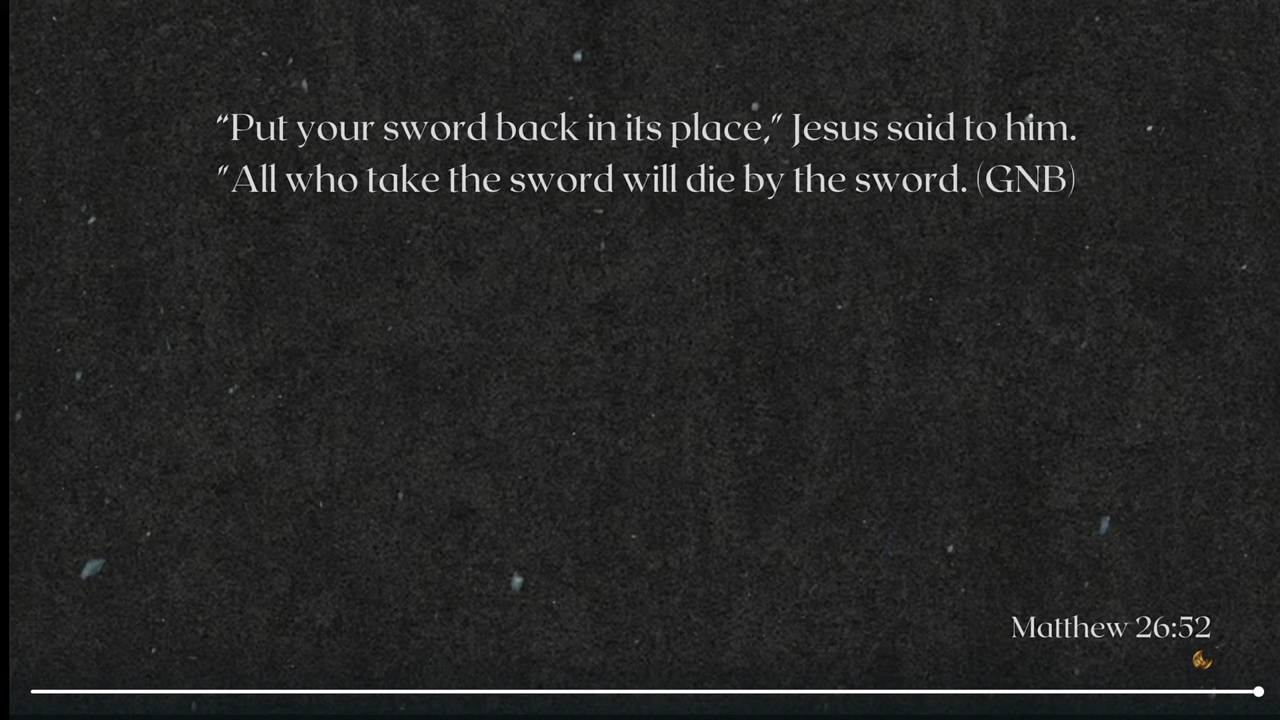 “Put your sword back in its place,” Jesus said to him.
“All who take the sword will die by the sword. (GNB)
Matthew 26:52